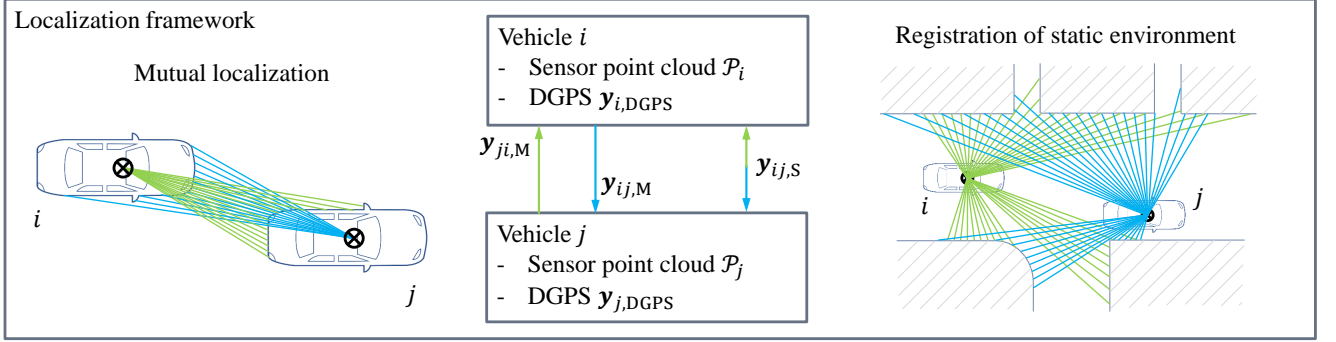 Localization framework
Mutual localization
i
j
Vehicle i
- Sensor point cloud 𝒫ᵢ
- DGPS 𝒚ᵢ,DGPS
𝒚ⱼᵢ,M
𝒚ᵢⱼ,M
𝒚ᵢⱼ,S
Vehicle j
- Sensor point cloud 𝒫ⱼ
- DGPS 𝒚ⱼ,DGPS
Registration of static environment
i
j